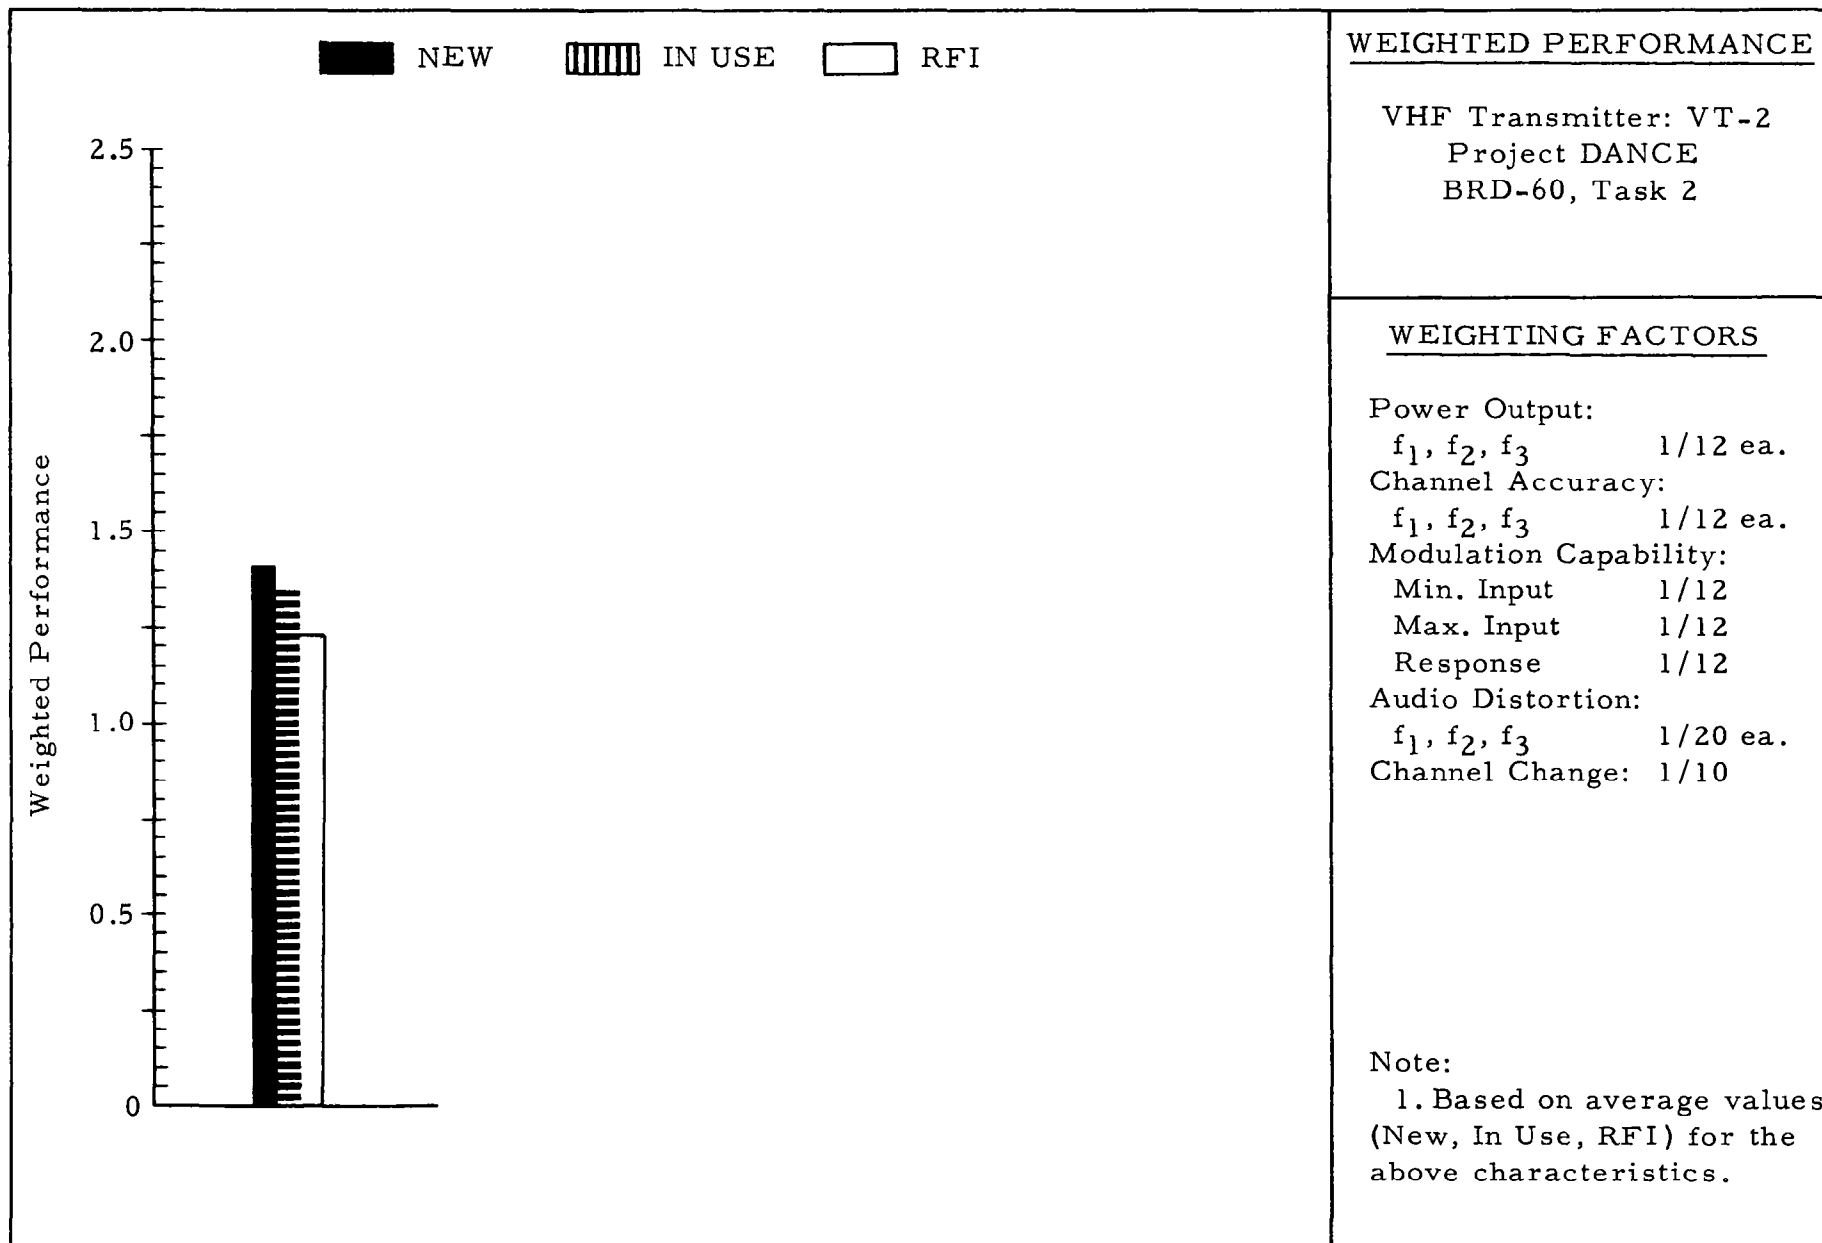 NEW IN USE RFI
2.5
2.0
1.5
1.0
0.5
0
Weighted Performance
WEIGHTED PERFORMANCE
VHF Transmitter: VT-2
Project DANCE
BRD-60, Task 2
WEIGHTING FACTORS
Power Output:
f1, f2, f3 1/12 ea.
Channel Accuracy:
f1, f2, f3 1/12 ea.
Modulation Capability:
Min. Input 1/12
Max. Input 1/12
Response 1/12
Audio Distortion:
f1, f2, f3 1/20 ea.
Channel Change: 1/10
Note:
1. Based on average values
(New, In Use, RFI) for the
above characteristics.